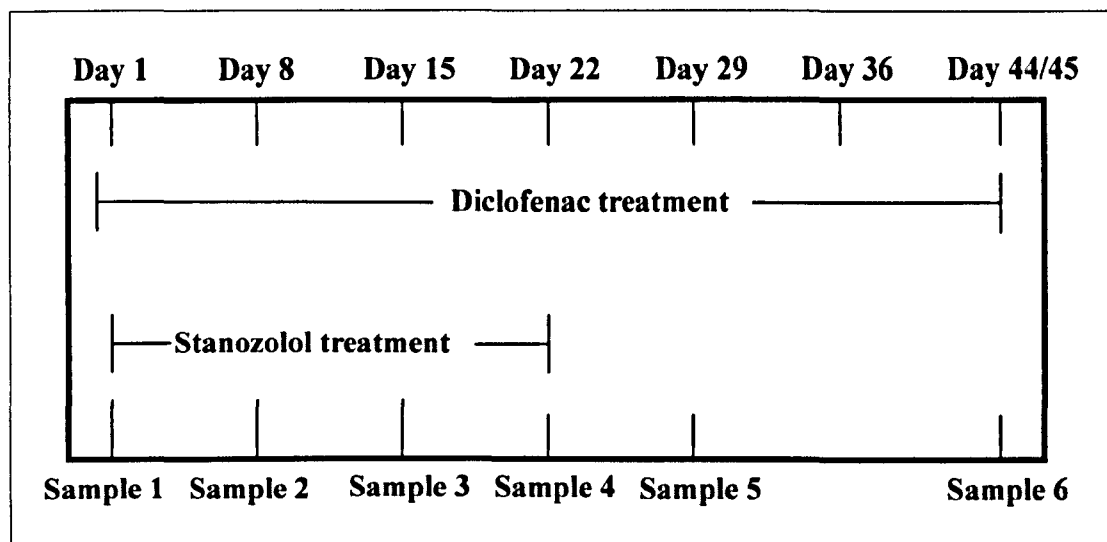 Day 1 Day 8 Day 15 Day 22 Day 29 Day 36 Day 44/45
Diclofenac treatment
Stanozolol treatment
Sample 1 Sample 2 Sample 3 Sample 4 Sample 5 Sample 6